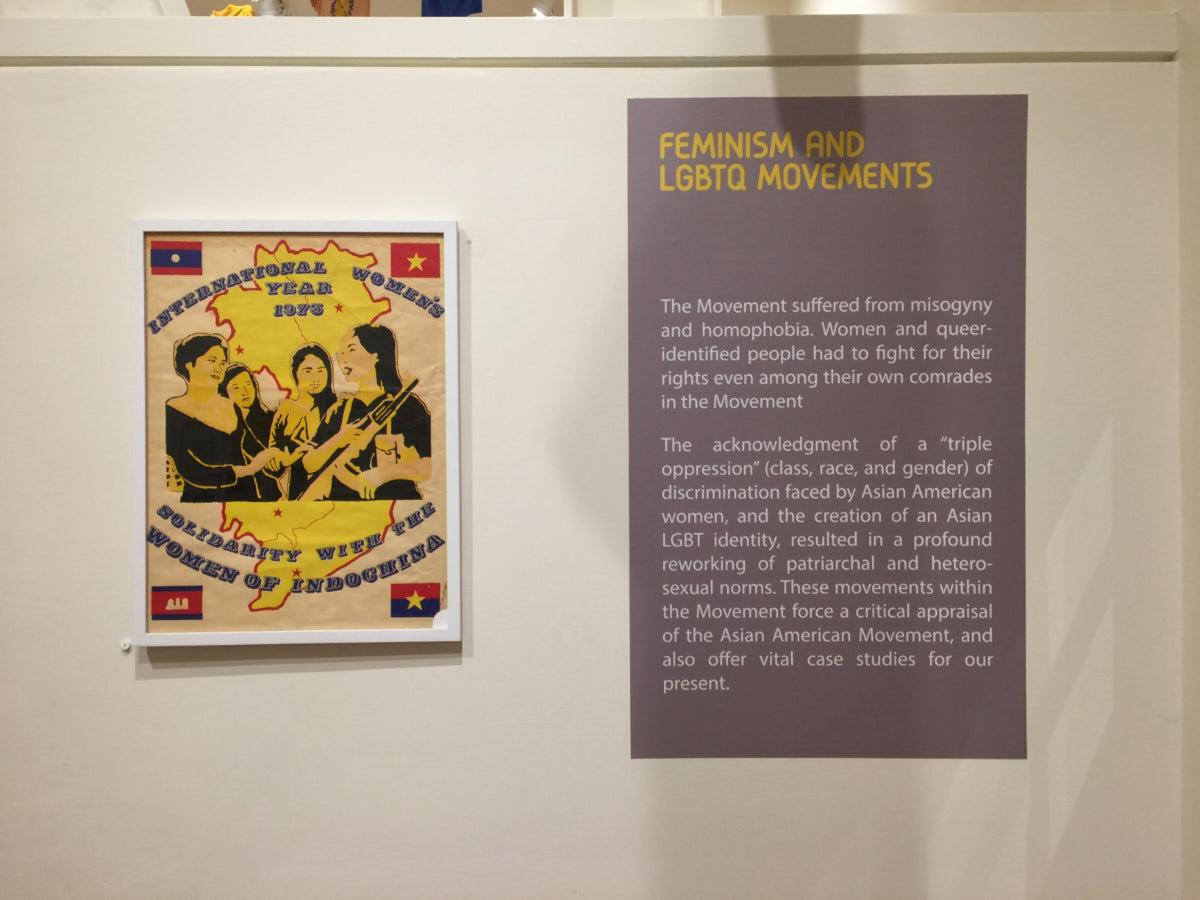 INTERNATIONAL WOMEN'S
YEAR
1975
SOLIDARITY WITH THE
WOMEN OF INDOCHINA
FEMINISM AND
LGBTQ MOVEMENTS
The Movement suffered from misogyny
and homophobia. Women and queer-
identified people had to fight for their
rights even among their own comrades
in the Movement
The acknowledgment of a “triple
oppression” (class, race, and gender) of
discrimination faced by Asian American
women, and the creation of an Asian
LGBT identity, resulted in a profound
reworking of patriarchal and hetero-
sexual norms. These movements within
the Movement force a critical appraisal
of the Asian American Movement, and
also offer vital case studies for our
present.